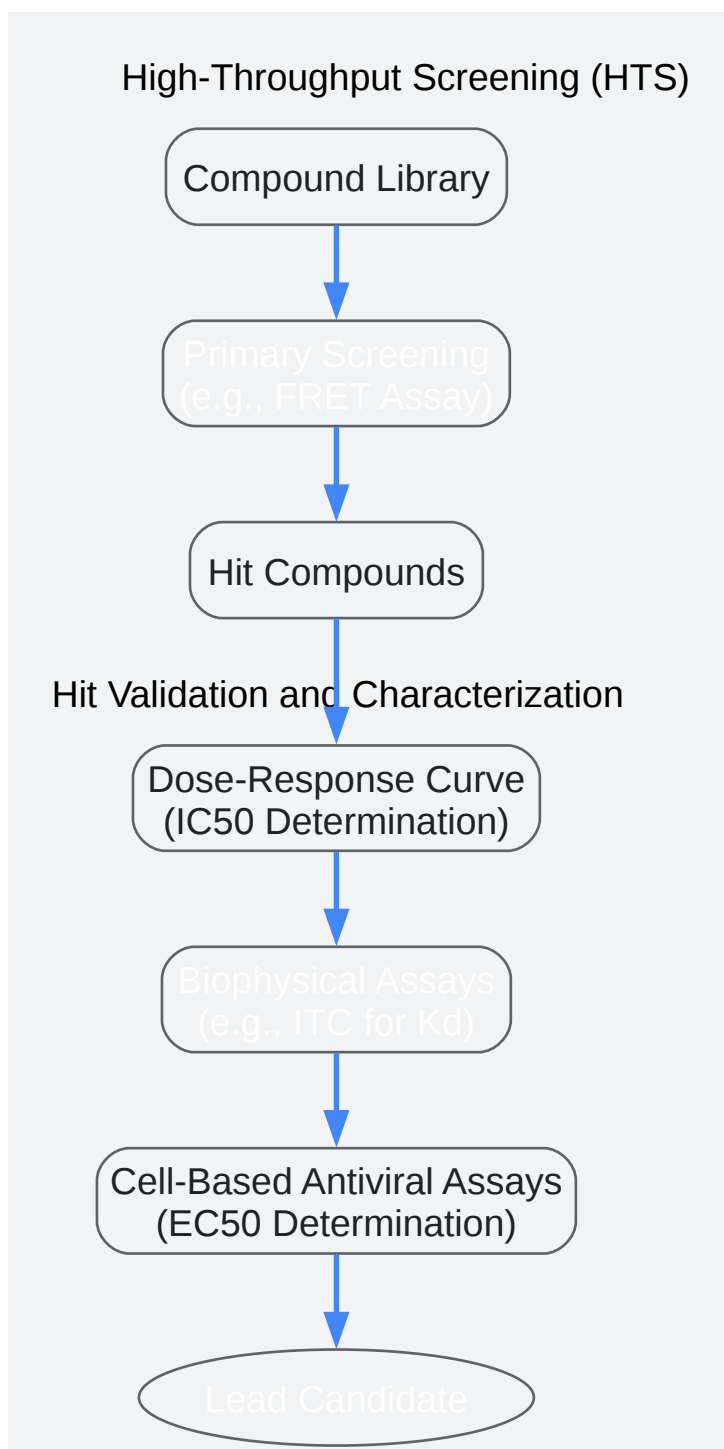 High-Throughput Screening (HTS)
Compound Library
Primary Screening
(e.g., FRET Assay)
Hit Compounds
Hit Validation and Characterization
Dose-Response Curve
(IC50 Determination)
Biophysical Assays
(e.g., ITC for Kd)
Cell-Based Antiviral Assays
(EC50 Determination)
Lead Candidate